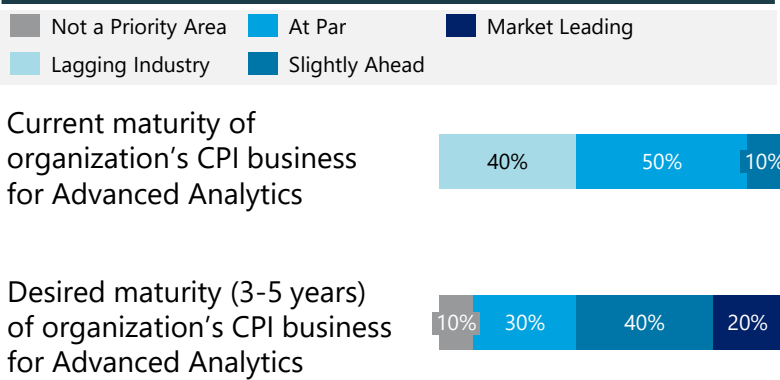 Not a Priority Area
At Par
Market Leading
Lagging Industry
Slightly Ahead
Current maturity of
organization's CPI business
for Advanced Analytics
40%
50%
10%
Desired maturity (3-5 years)
of organization's CPI business
for Advanced Analytics
10%
30%
40%
20%